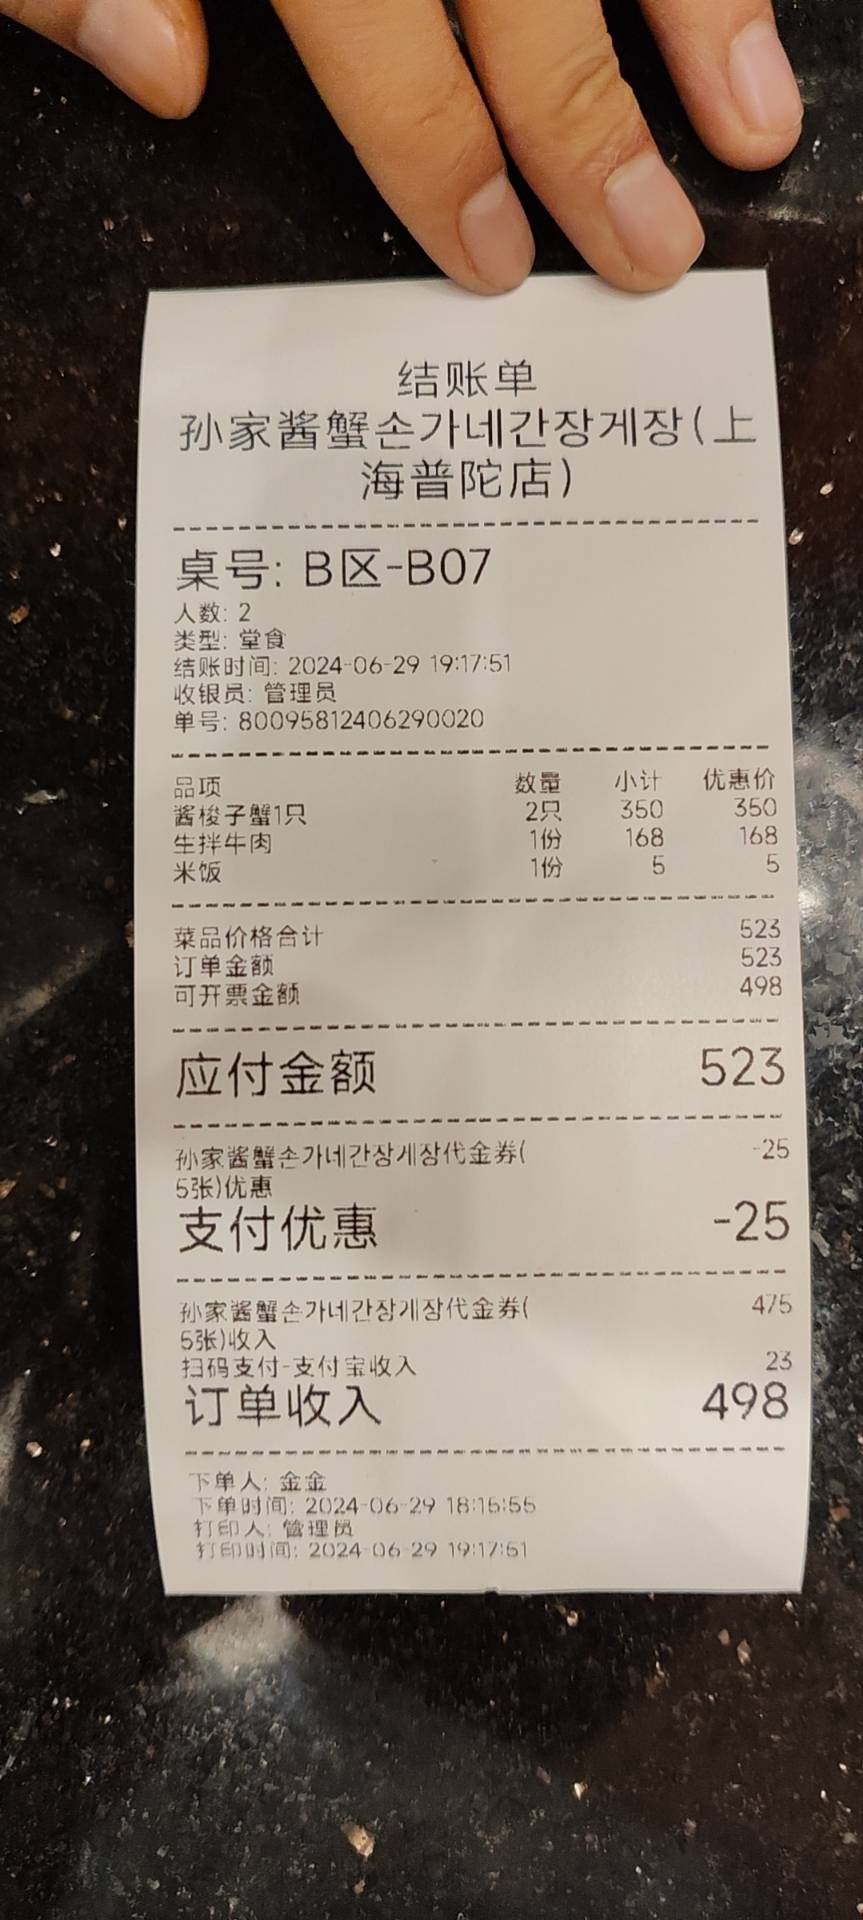 结账单
孙家酱蟹손가네간장게장(上
海普陀店)
桌号: B区-B07
人数: 2
类型: 堂食
结账时间: 2024-06-29 19:17:51
收银员: 管理员
单号: 80095812406290020
品项 数量 小计 优惠价
酱梭子蟹1只 2只 350 350
生拌牛肉 1份 168 168
米饭 1份 5 5
菜品价格合计 523
订单金额 523
可开票金额 498
应付金额 523
孙家酱蟹손가네간장게장代金券( -25
5张)优惠
支付优惠 -25
孙家酱蟹손가네간장게장代金券( 475
5张)收入
扫码支付-支付宝收入 23
订单收入 498
下单人: 金金
下单时间: 2024-06-29 18:15:55
打印人: 管理员
打印时间: 2024-06-29 19:17:51